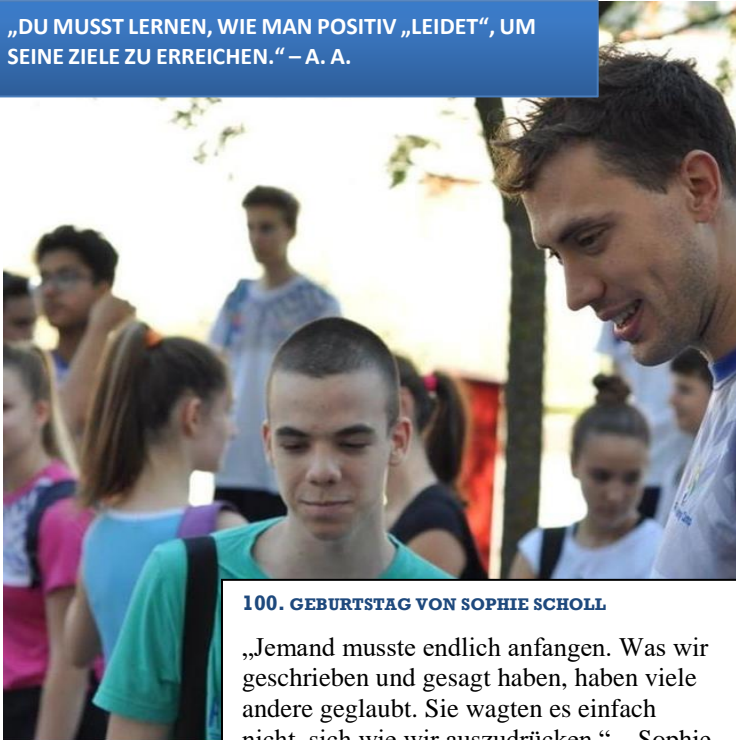 „DU MUSST LERNEN, WIE MAN POSITIV „LEIDET“, UM
SEINE ZIELE ZU ERREICHEN.“ – A. A.
100. GEBURTSTAG VON SOPHIE SCHOLL
„Jemand musste endlich anfangen. Was wir
geschrieben und gesagt haben, haben viele
andere geglaubt. Sie wagten es einfach
nicht, sich wie wir auszudrücken.“ – Sophie